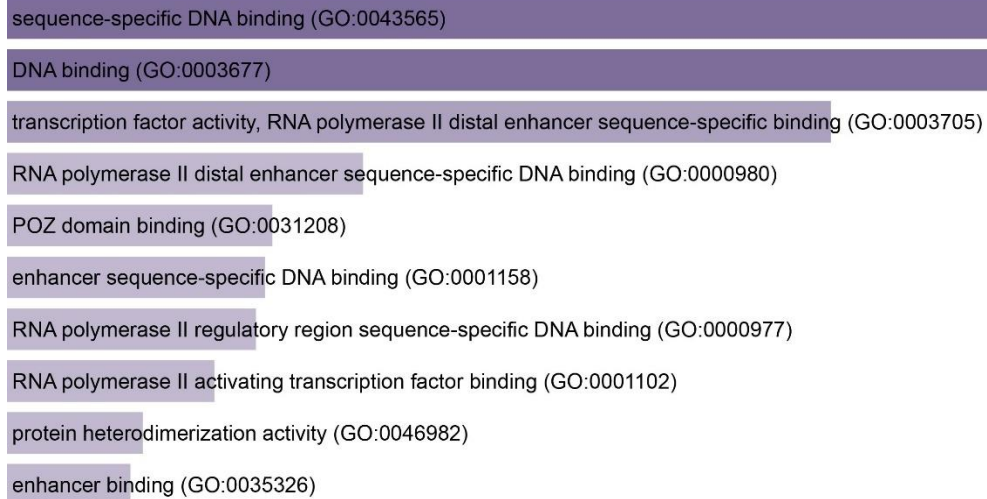 sequence-specific DNA binding (GO:0043565)
DNA binding (GO:0003677)
transcription factor activity, RNA polymerase II distal enhancer sequence-specific binding (GO:0003705)
RNA polymerase II distal enhancer sequence-specific DNA binding (GO:0000980)
POZ domain binding (GO:0031208)
enhancer sequence-specific DNA binding (GO:0001158)
RNA polymerase II regulatory region sequence-specific DNA binding (GO:0000977)
RNA polymerase II activating transcription factor binding (GO:0001102)
protein heterodimerization activity (GO:0046982)
enhancer binding (GO:0035326)